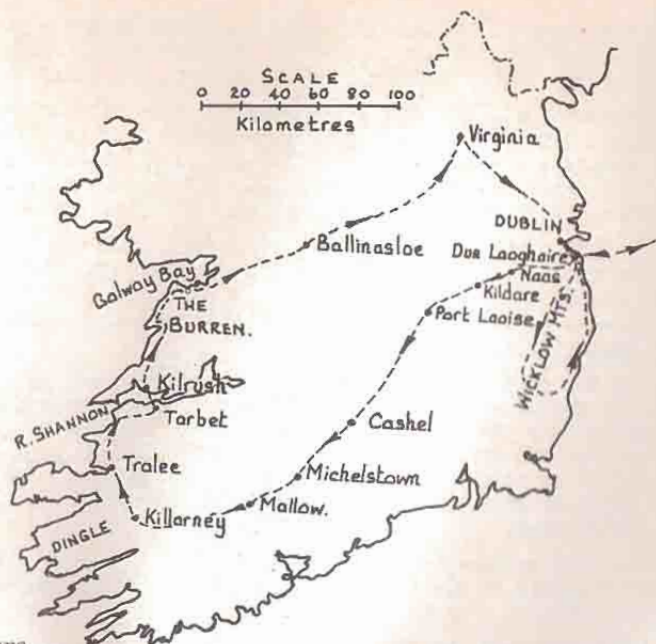 SCALE
0 20 40 60 80 100
Kilometres
Virginia
DUBLIN
Ballinasloe
Dun Laoghaire
Galway Bay
Naas
THE
BURREN.
Kildare
Port Laoise
WICKLOW MTS.
Kilrush
R. SHANNON
Tarbet
Cashel
Tralee
Michelstown
Mallow.
Killarney
DINGLE